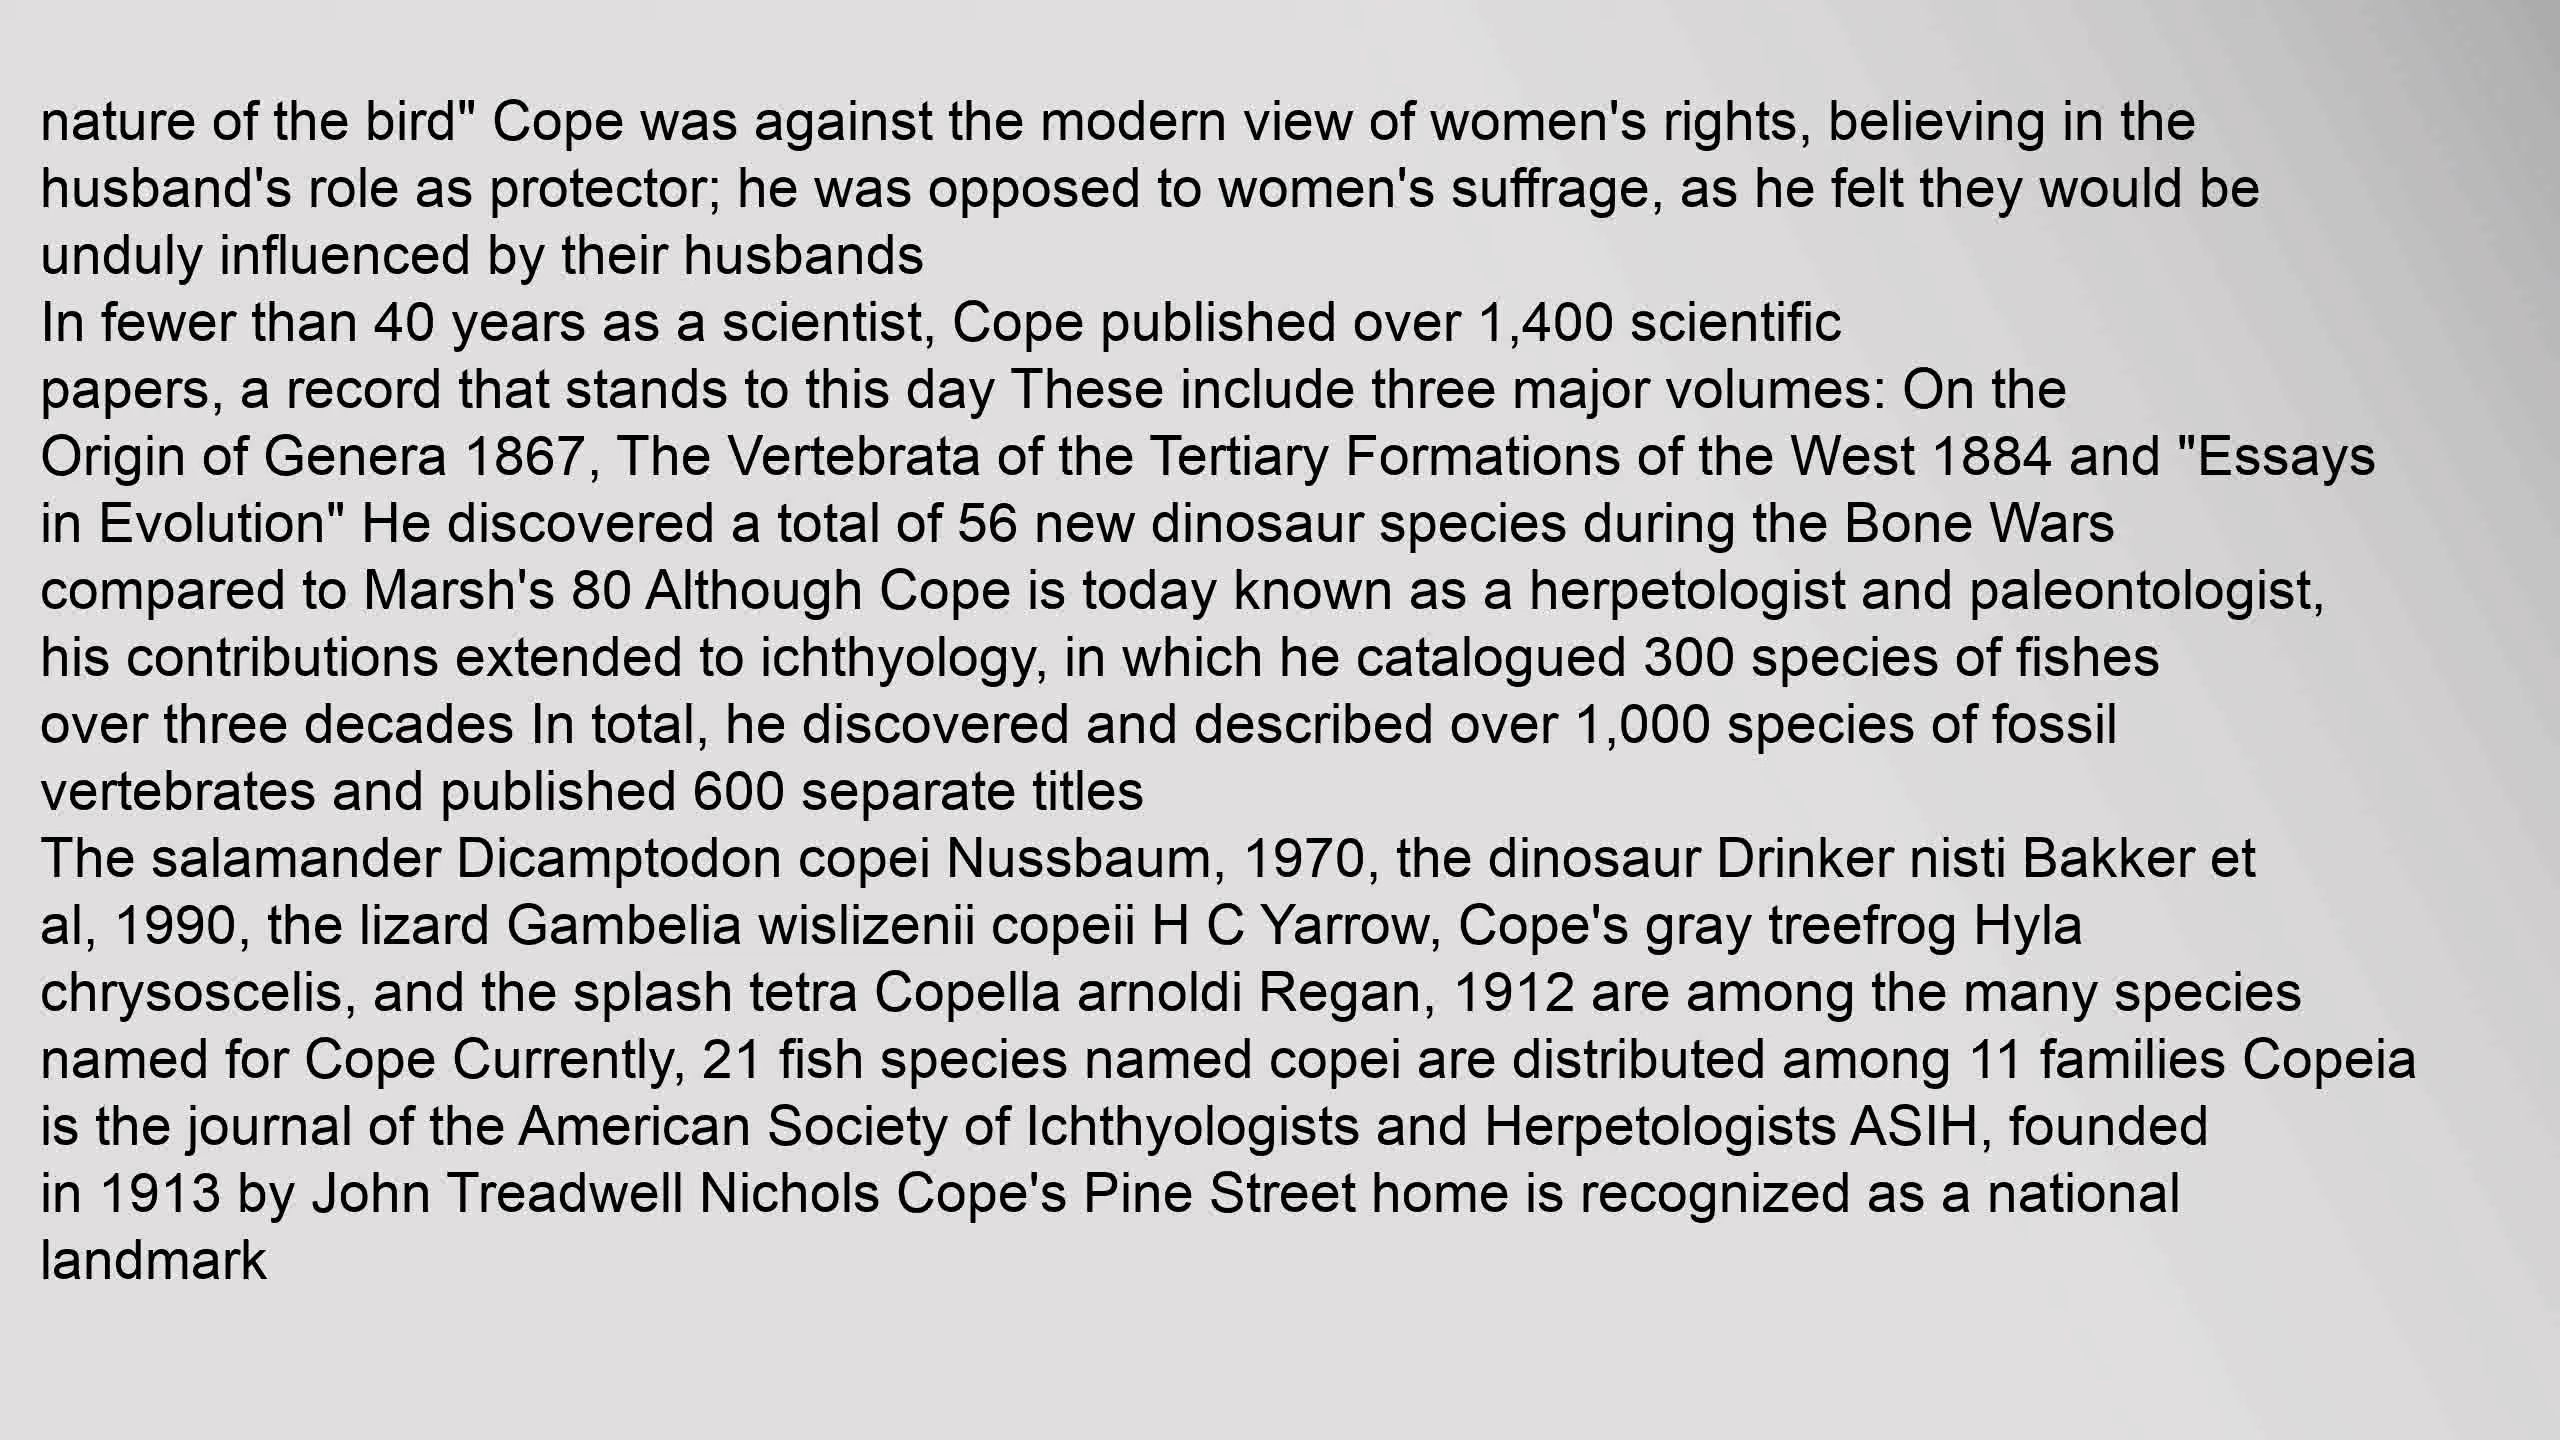 nature of the bird" Cope was against the modern view of women's rights, believing in the
husband's role as protector; he was opposed to women's suffrage, as he felt they would be
unduly influenced by their husbands
In fewer than 40 years as a scientist, Cope published over 1,400 scientific
papers, a record that stands to this day These include three major volumes: On the
Origin of Genera 1867, The Vertebrata of the Tertiary Formations of the West 1884 and "Essays
in Evolution" He discovered a total of 56 new dinosaur species during the Bone Wars
compared to Marsh's 80 Although Cope is today known as a herpetologist and paleontologist,
his contributions extended to ichthyology, in which he catalogued 300 species of fishes
over three decades In total, he discovered and described over 1,000 species of fossil
vertebrates and published 600 separate titles
The salamander Dicamptodon copei Nussbaum, 1970, the dinosaur Drinker nisti Bakker et
al, 1990, the lizard Gambelia wislizenii copeii H C Yarrow, Cope's gray treefrog Hyla
chrysoscelis, and the splash tetra Copella arnoldi Regan, 1912 are among the many species
named for Cope Currently, 21 fish species named copei are distributed among 11 families Copeia
is the journal of the American Society of Ichthyologists and Herpetologists ASIH, founded
in 1913 by John Treadwell Nichols Cope's Pine Street home is recognized as a national
landmark